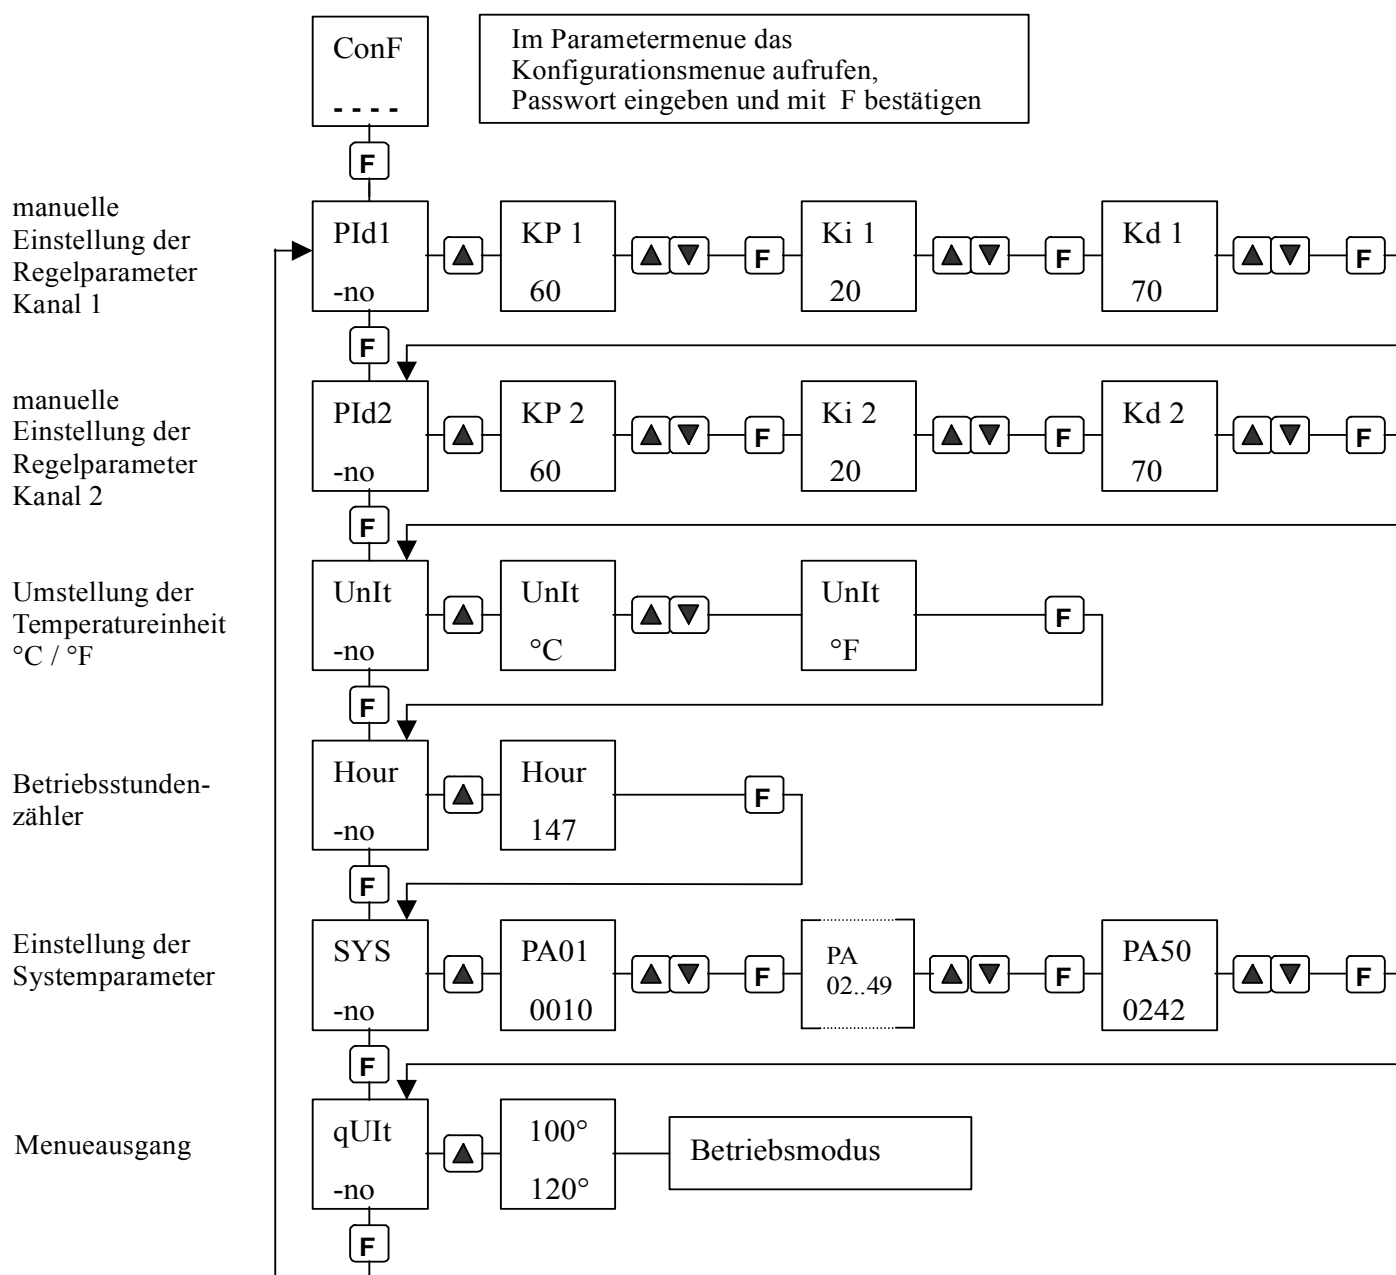 ConF
- - - -
Im Parametermenue das
Konfigurationsmenue aufrufen,
Passwort eingeben und mit F bestätigen
F
manuelle
Einstellung der
Regelparameter
Kanal 1
PId1
-no
KP 1
60
F
Ki 1
20
F
Kd 1
70
F
F
manuelle
Einstellung der
Regelparameter
Kanal 2
PId2
-no
KP 2
60
F
Ki 2
20
F
Kd 2
70
F
F
Umstellung der
Temperatureinheit
°C / °F
UnIt
-no
UnIt
°C
UnIt
°F
F
F
Betriebsstunden-
zähler
Hour
-no
Hour
147
F
F
Einstellung der
Systemparameter
SYS
-no
PA01
0010
F
PA
02..49
F
PA50
0242
F
F
Menueausgang
qUIt
-no
100°
120°
Betriebsmodus
F